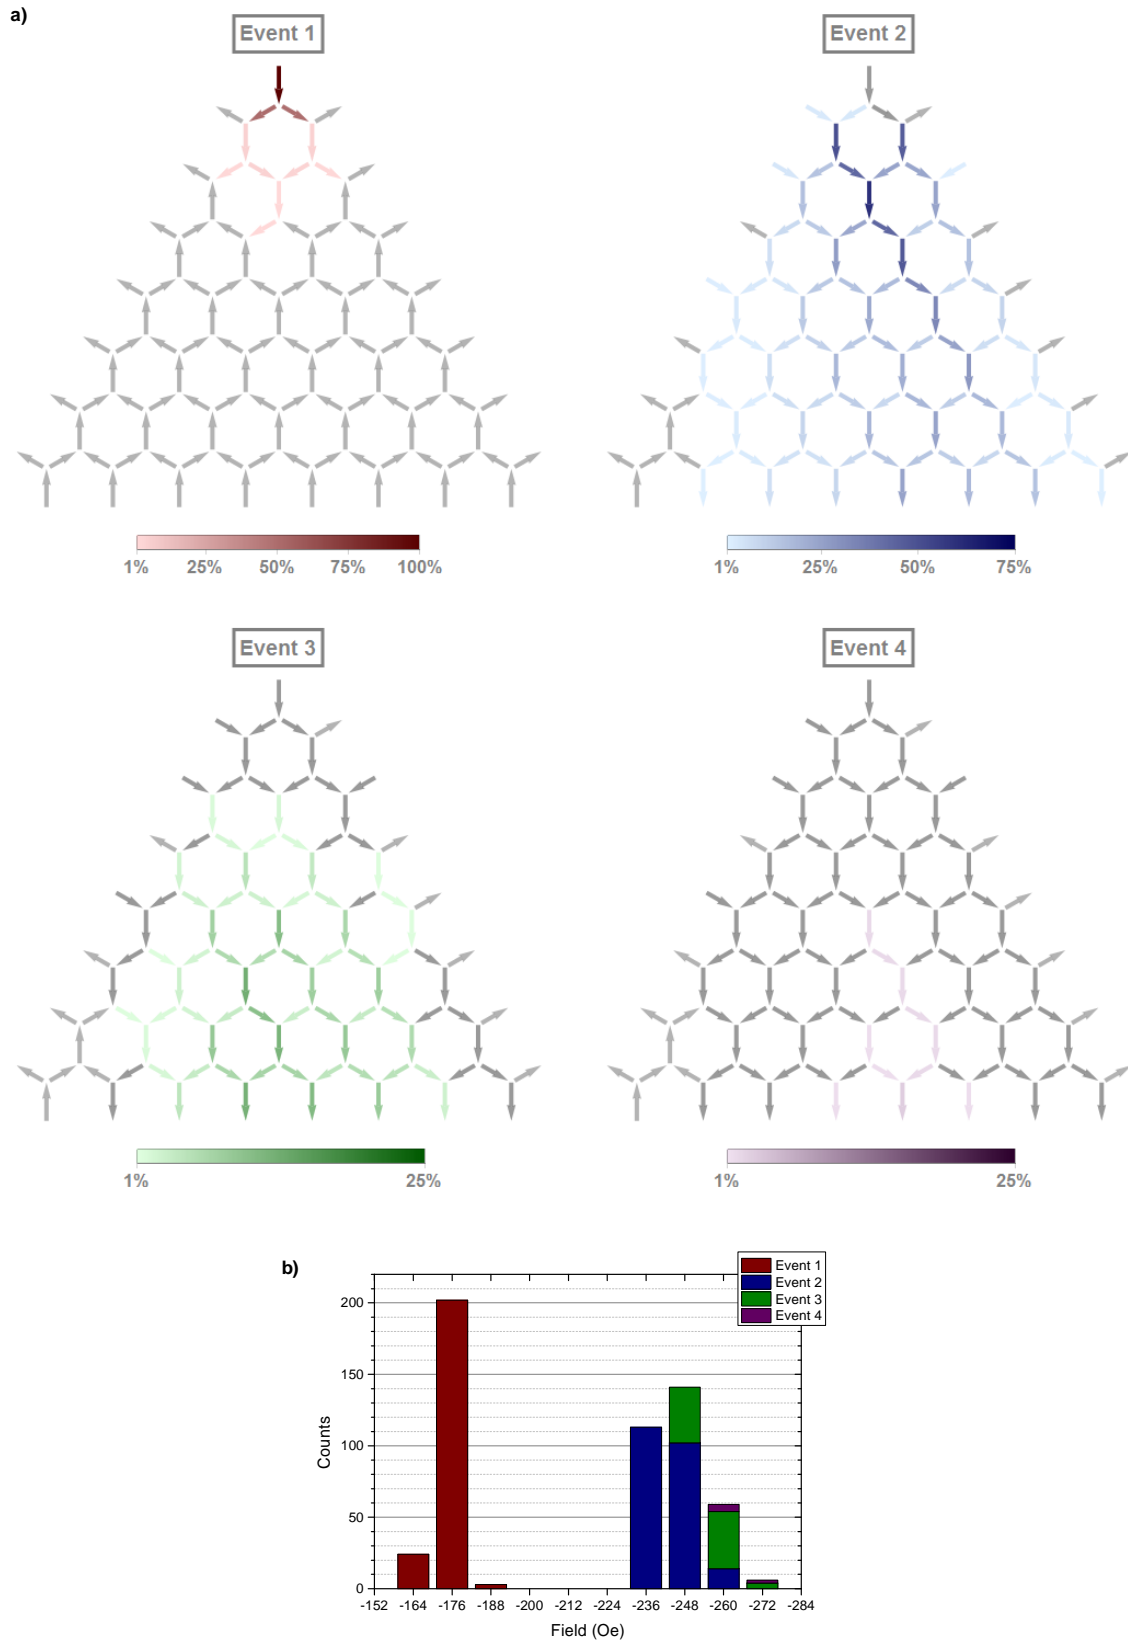 a)
Event 1
Event 2
1% 25% 50% 75% 100%
1% 25% 50% 75%
Event 3
Event 4
1% 25%
1% 25%
b)
Event 1
Event 2
Event 3
Event 4
200
150
100
50
0
Counts
-152 -164 -176 -188 -200 -212 -224 -236 -248 -260 -272 -284
Field (Oe)